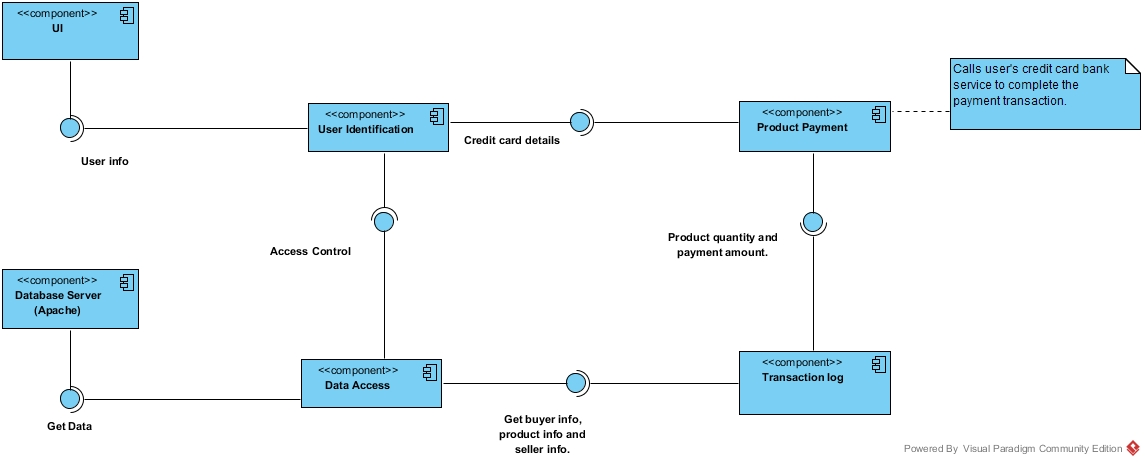 <<component>>
UI
User info
<<component>>
User Identification
Credit card details
<<component>>
Product Payment
Calls user's credit card bank
service to complete the
payment transaction.
Access Control
Product quantity and
payment amount.
<<component>>
Database Server
(Apache)
Get Data
<<component>>
Data Access
Get buyer info,
product info and
seller info.
<<component>>
Transaction log
Powered By Visual Paradigm Community Edition